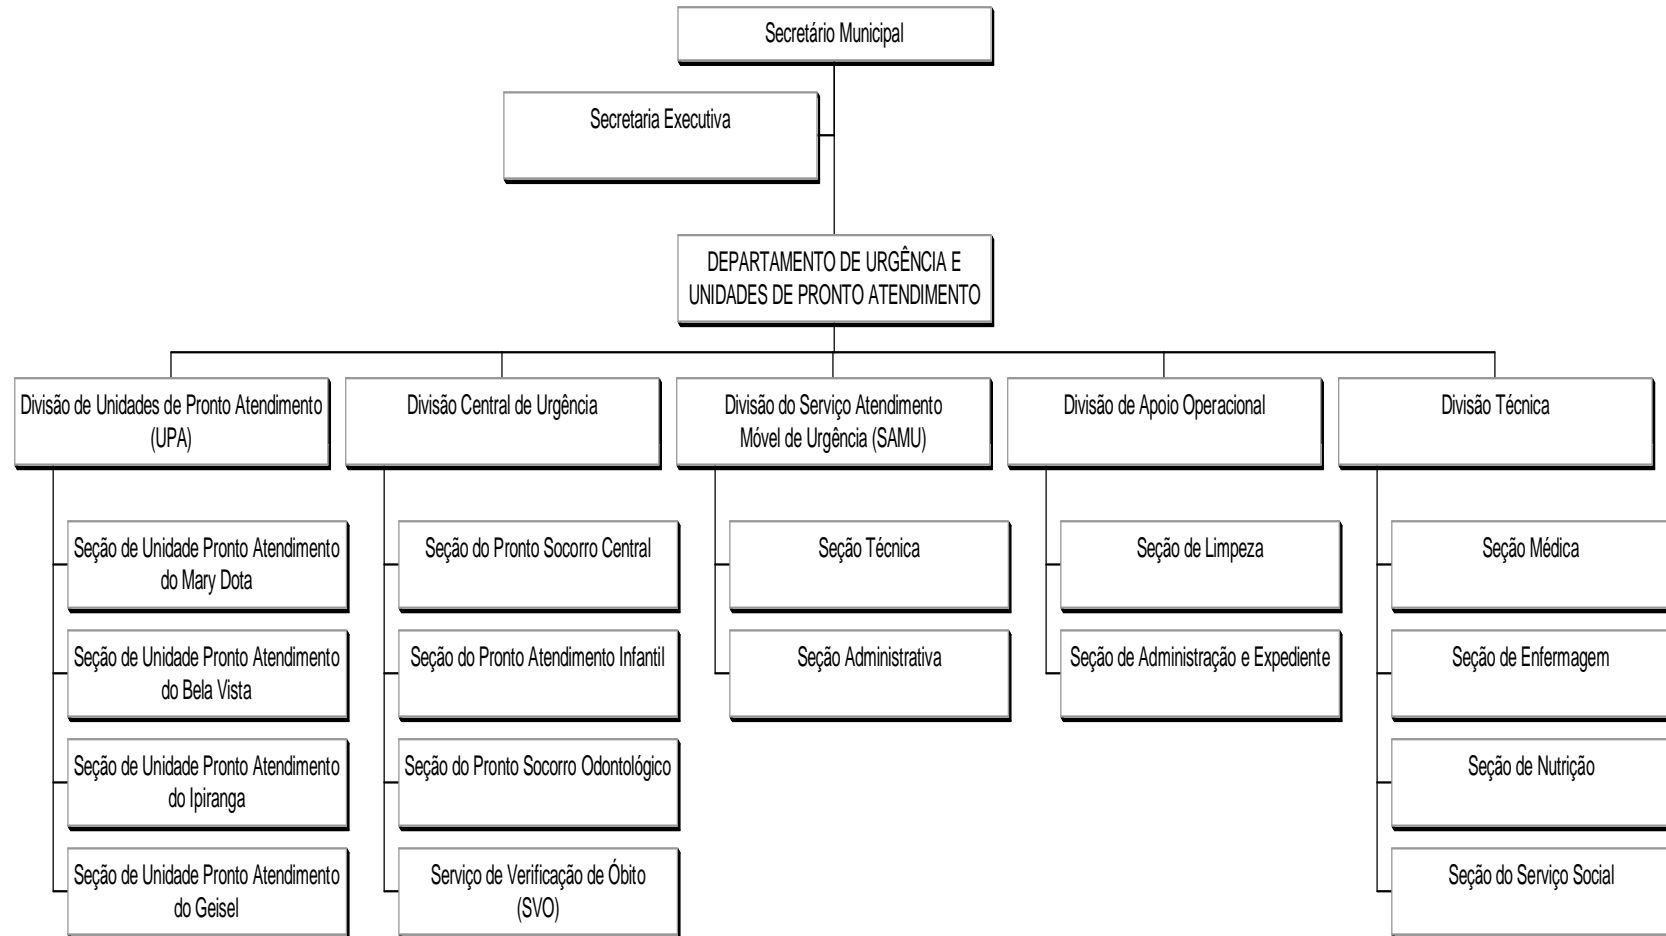 Secretário Municipal
Secretaria Executiva
DEPARTAMENTO DE URGÊNCIA E
UNIDADES DE PRONTO ATENDIMENTO
Divisão de Unidades de Pronto Atendimento
(UPA)
Divisão Central de Urgência
Divisão do Serviço Atendimento
Móvel de Urgência (SAMU)
Divisão de Apoio Operacional
Divisão Técnica
Seção de Unidade Pronto Atendimento
do Mary Dota
Seção de Unidade Pronto Atendimento
do Bela Vista
Seção de Unidade Pronto Atendimento
do Ipiranga
Seção de Unidade Pronto Atendimento
do Geisel
Seção do Pronto Socorro Central
Seção do Pronto Atendimento Infantil
Seção do Pronto Socorro Odontológico
Serviço de Verificação de Óbito
(SVO)
Seção Técnica
Seção Administrativa
Seção de Limpeza
Seção de Administração e Expediente
Seção Médica
Seção de Enfermagem
Seção de Nutrição
Seção do Serviço Social